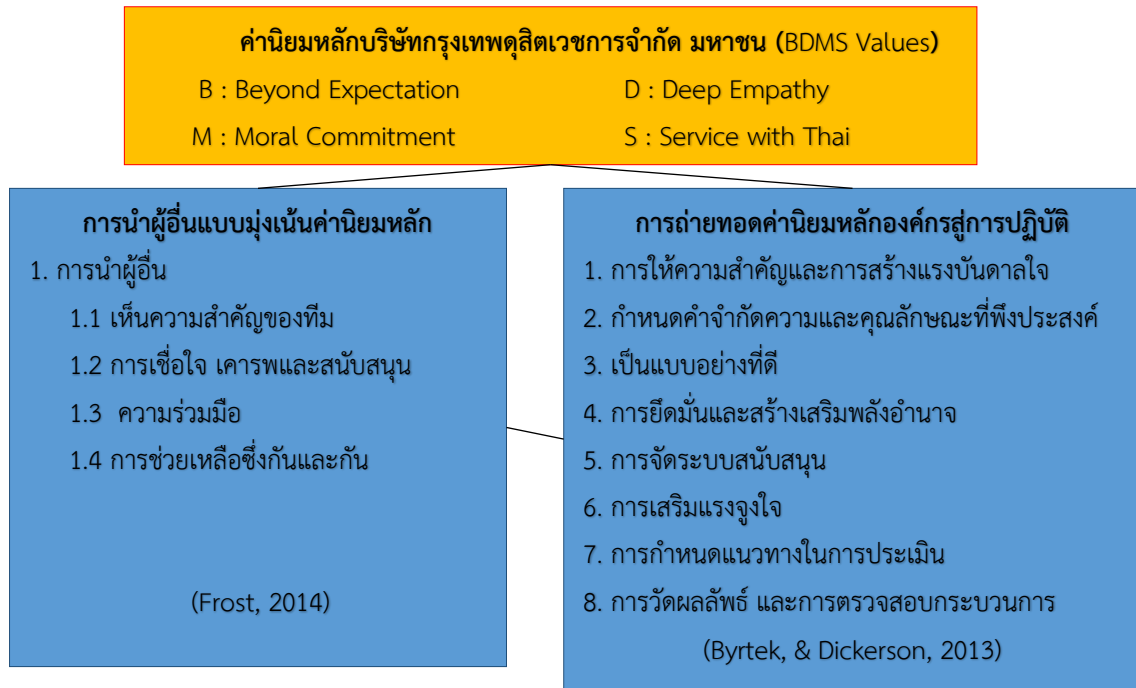 ค่านิยมหลักบริษัทกรุงเทพดุสิตเวชการจำกัด มหาชน (BDMS Values)
B : Beyond Expectation D : Deep Empathy
M : Moral Commitment S : Service with Thai
การนำผู้อื่นแบบมุ่งเน้นค่านิยมหลัก
1. การนำผู้อื่น
1.1 เห็นความสำคัญของทีม
1.2 การเชื่อใจ เคารพและสนับสนุน
1.3 ความร่วมมือ
1.4 การช่วยเหลือซึ่งกันและกัน
(Frost, 2014)
การถ่ายทอดค่านิยมหลักองค์กรสู่การปฏิบัติ
1. การให้ความสำคัญและการสร้างแรงบันดาลใจ
2. กำหนดคำจำกัดความและคุณลักษณะที่พึงประสงค์
3. เป็นแบบอย่างที่ดี
4. การยึดมั่นและสร้างเสริมพลังอำนาจ
5. การจัดระบบสนับสนุน
6. การเสริมแรงจูงใจ
7. การกำหนดแนวทางในการประเมิน
8. การวัดผลลัพธ์ และการตรวจสอบกระบวนการ
(Byrtek, & Dickerson, 2013)